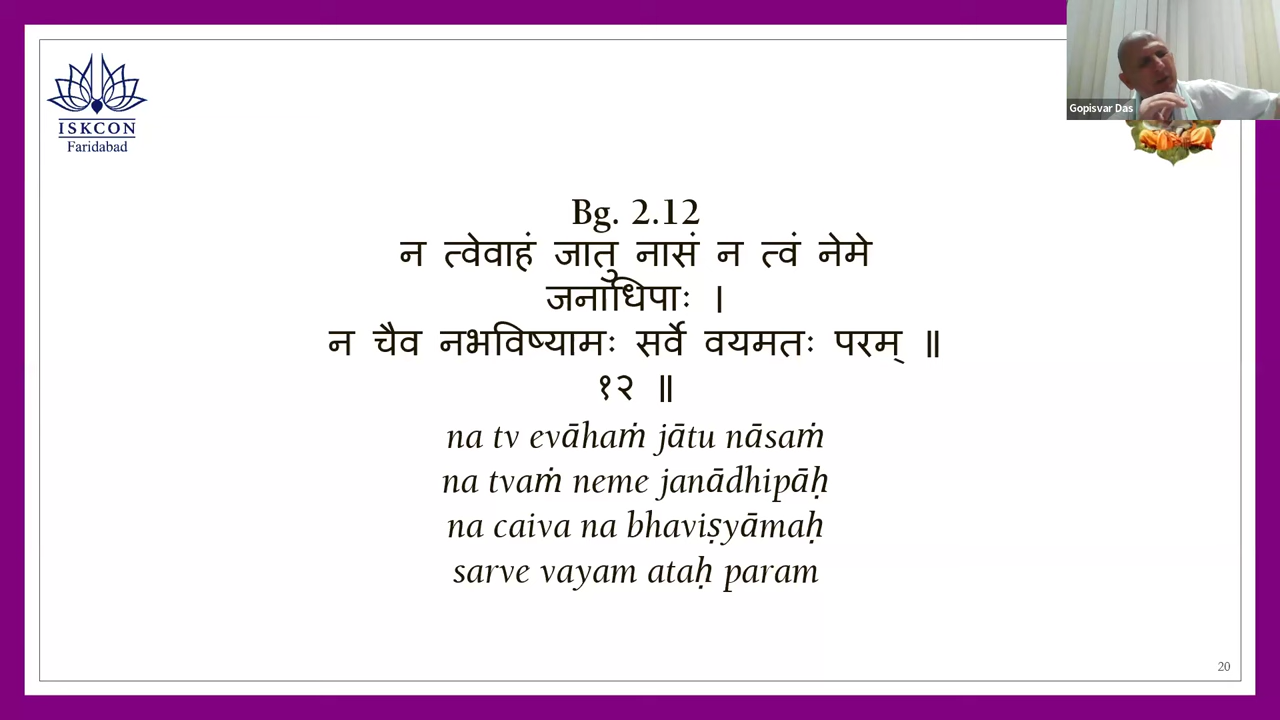 ISKCON
Faridabad
Gopisvar Das
Bg. 2.12
न त्वेवाहं जातु नासं न त्वं नेमे
जनाधिपाः ।
न चैव नभविष्यामः सर्वे वयमतः परम् ॥
१२ ॥
na tv evāhaṁ jātu nāsaṁ
na tvaṁ neme janādhipāḥ
na caiva na bhaviṣyāmaḥ
sarve vayam ataḥ param
20